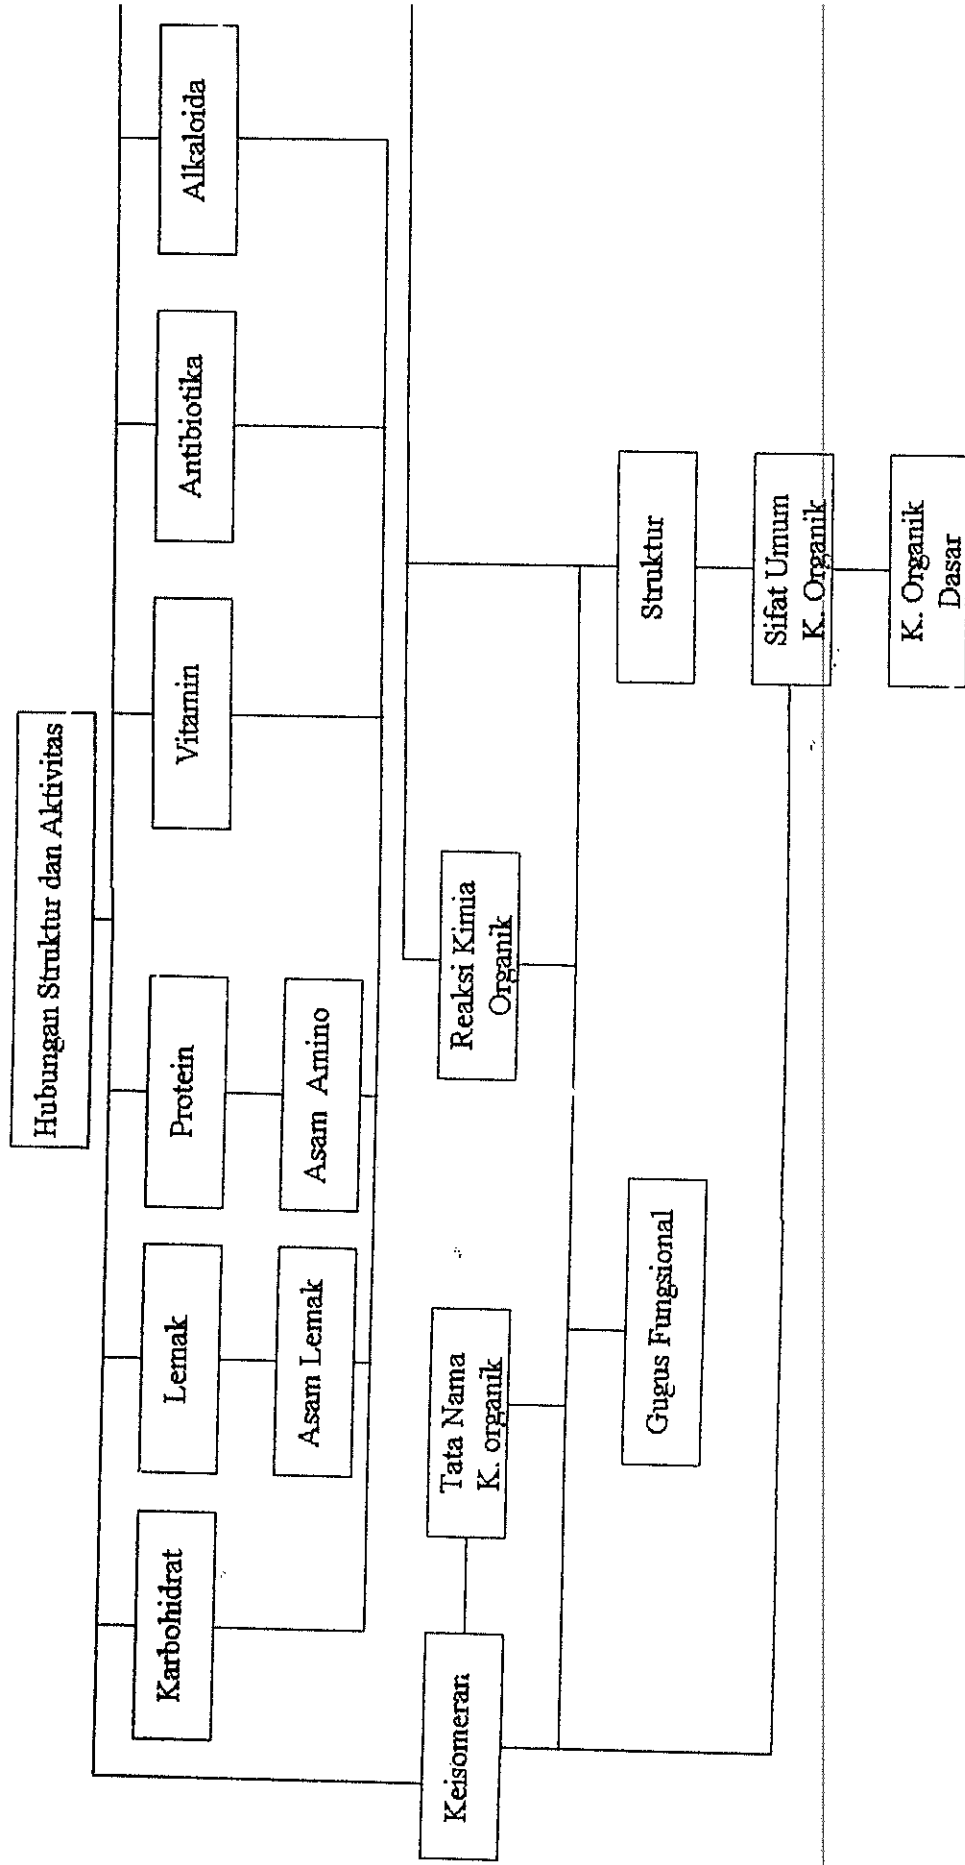 Hubungan Struktur dan Aktivitas
Karbohidrat
Lemak
Protein
Vitamin
Antibiotika
Alkaloida
Asam Lemak
Asam Amino
Keisomeran
Tata Nama
K. organik
Reaksi Kimia
Organik
Gugus Fungsional
Struktur
Sifat Umum
K. Organik
K. Organik
Dasar